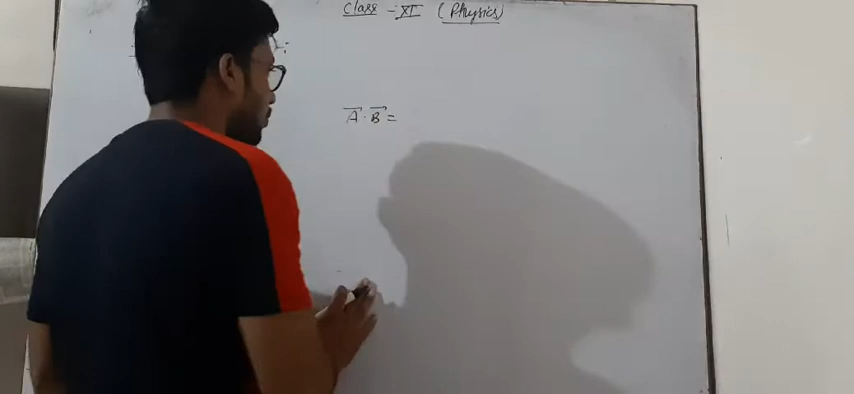 Class - XI (Physics)
A⃗ · B⃗ =